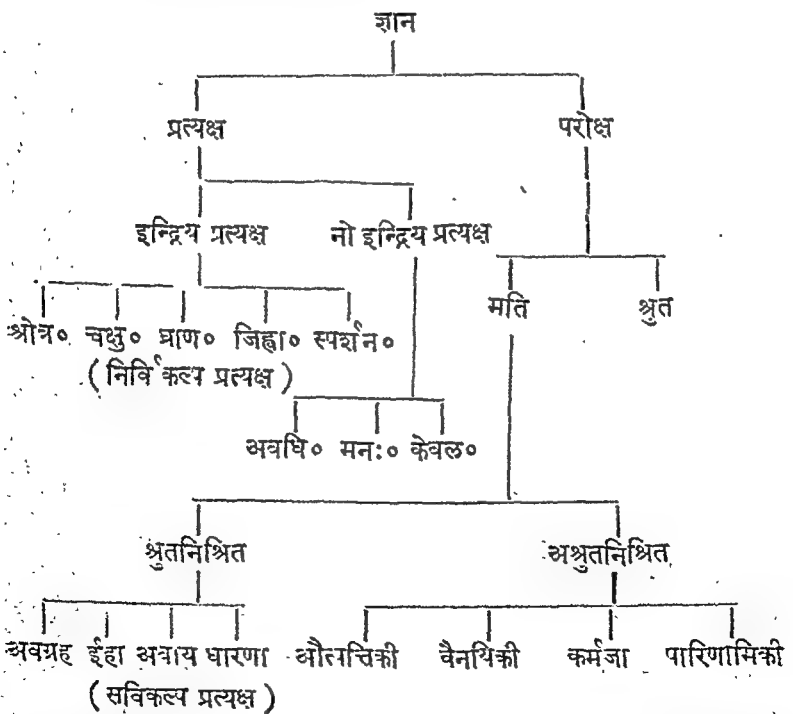 ज्ञान
प्रत्यक्ष परोक्ष
इन्द्रिय प्रत्यक्ष नो इन्द्रिय प्रत्यक्ष
मति श्रुत
श्रोत्र० चक्षु० घ्राण० जिह्वा० स्पर्शन०
( निर्विकल्प प्रत्यक्ष )
अवधि० मनः० केवल०
श्रुतनिश्रित अश्रुतनिश्रित
अवग्रह ईहा अवाय धारणा औत्पत्तिकी वैनयिकी कर्मजा पारिणामिकी
( सविकल्प प्रत्यक्ष )